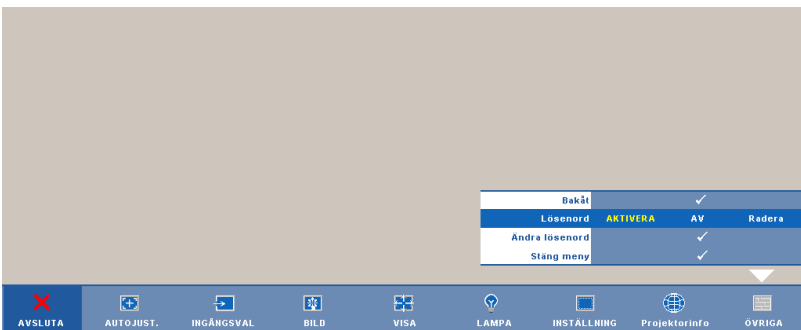 Bakåt
Lösenord AKTIVERA AV Radera
Ändra lösenord
Stäng meny
AVSLUTA AUTOJUST. INGÅNGSVAL BILD VISA LAMPA INSTÄLLNING Projektorinfo ÖVRIGA